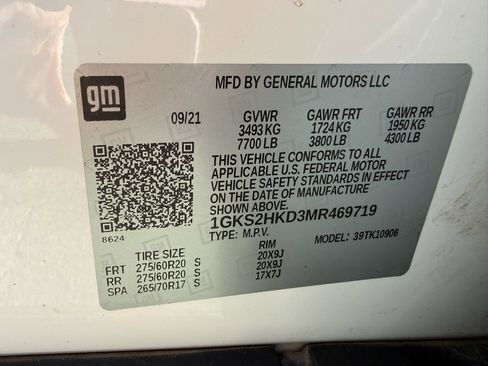 gm
MFD BY GENERAL MOTORS LLC
09/21 GVWR GAWR FRT GAWR RR
3493 KG 1724 KG 1950 KG
7700 LB 3800 LB 4300 LB
THIS VEHICLE CONFORMS TO ALL
APPLICABLE U.S. FEDERAL MOTOR
VEHICLE SAFETY STANDARDS IN EFFECT
ON THE DATE OF MANUFACTURE
SHOWN ABOVE
1GKS2HKD3MR469719
8624
TYPE: M.P.V. MODEL: 39TK10906
TIRE SIZE RIM
FRT 275/60R20 S 20X9J
RR 275/60R20 S 20X9J
SPA 265/70R17 S 17X7J